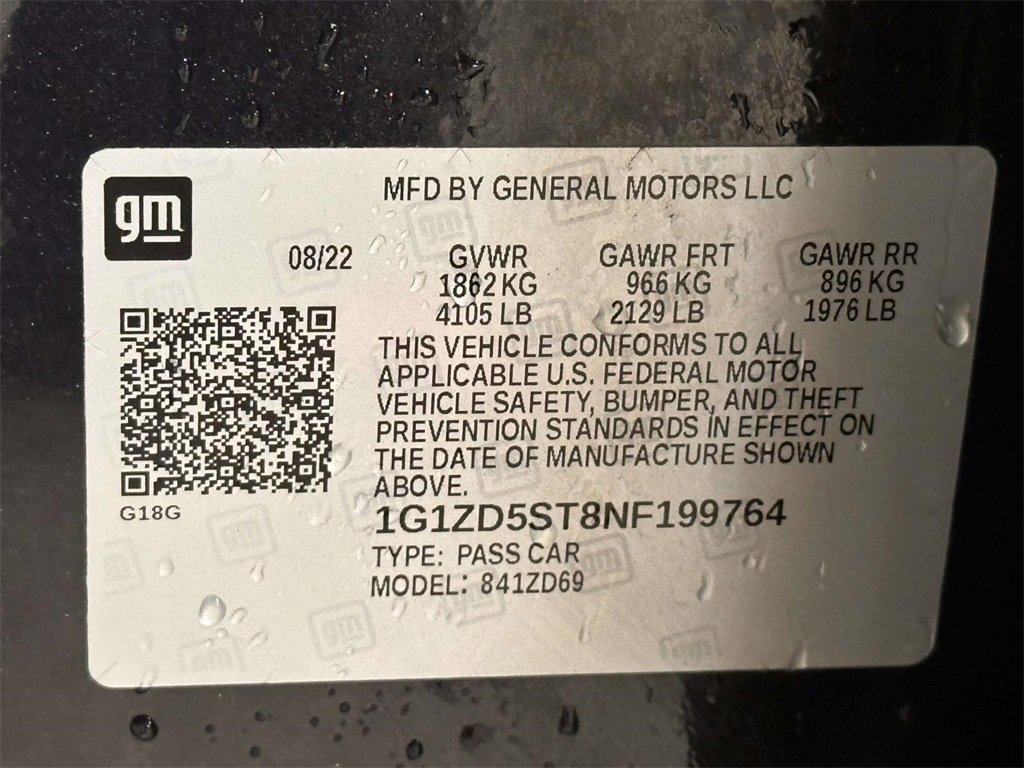 gm
MFD BY GENERAL MOTORS LLC
08/22 GVWR GAWR FRT GAWR RR
1862 KG 966 KG 896 KG
4105 LB 2129 LB 1976 LB
THIS VEHICLE CONFORMS TO ALL
APPLICABLE U.S. FEDERAL MOTOR
VEHICLE SAFETY, BUMPER, AND THEFT
PREVENTION STANDARDS IN EFFECT ON
THE DATE OF MANUFACTURE SHOWN
ABOVE.
G18G
1G1ZD5ST8NF199764
TYPE: PASS CAR
MODEL: 841ZD69